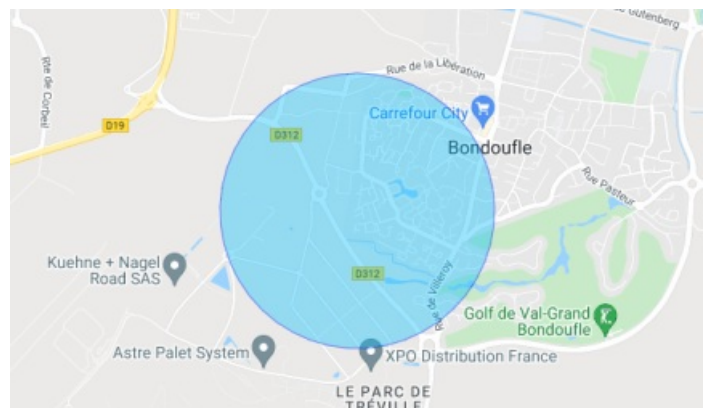 Gutenberg
Rte de Corbeil
Rue de la Libération
Carrefour City
D19
D312
Bondoufle
Rue Pasteur
Kuehne + Nagel
Road SAS
D312
Rue de Villeroy
Golf de Val-Grand
Bondoufle
Astre Palet System
XPO Distribution France
LE PARC DE
TRÉVILLE